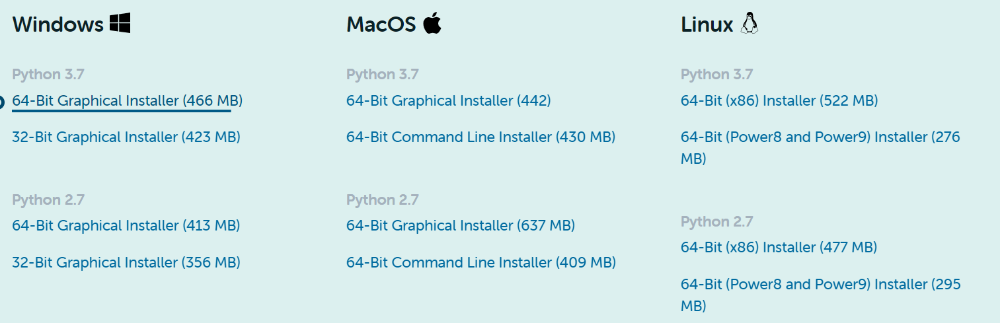 Windows
Python 3.7
64-Bit Graphical Installer (466 MB)
32-Bit Graphical Installer (423 MB)
Python 2.7
64-Bit Graphical Installer (413 MB)
32-Bit Graphical Installer (356 MB)
MacOS
Python 3.7
64-Bit Graphical Installer (442)
64-Bit Command Line Installer (430 MB)
Python 2.7
64-Bit Graphical Installer (637 MB)
64-Bit Command Line Installer (409 MB)
Linux
Python 3.7
64-Bit (x86) Installer (522 MB)
64-Bit (Power8 and Power9) Installer (276
MB)
Python 2.7
64-Bit (x86) Installer (477 MB)
64-Bit (Power8 and Power9) Installer (295
MB)